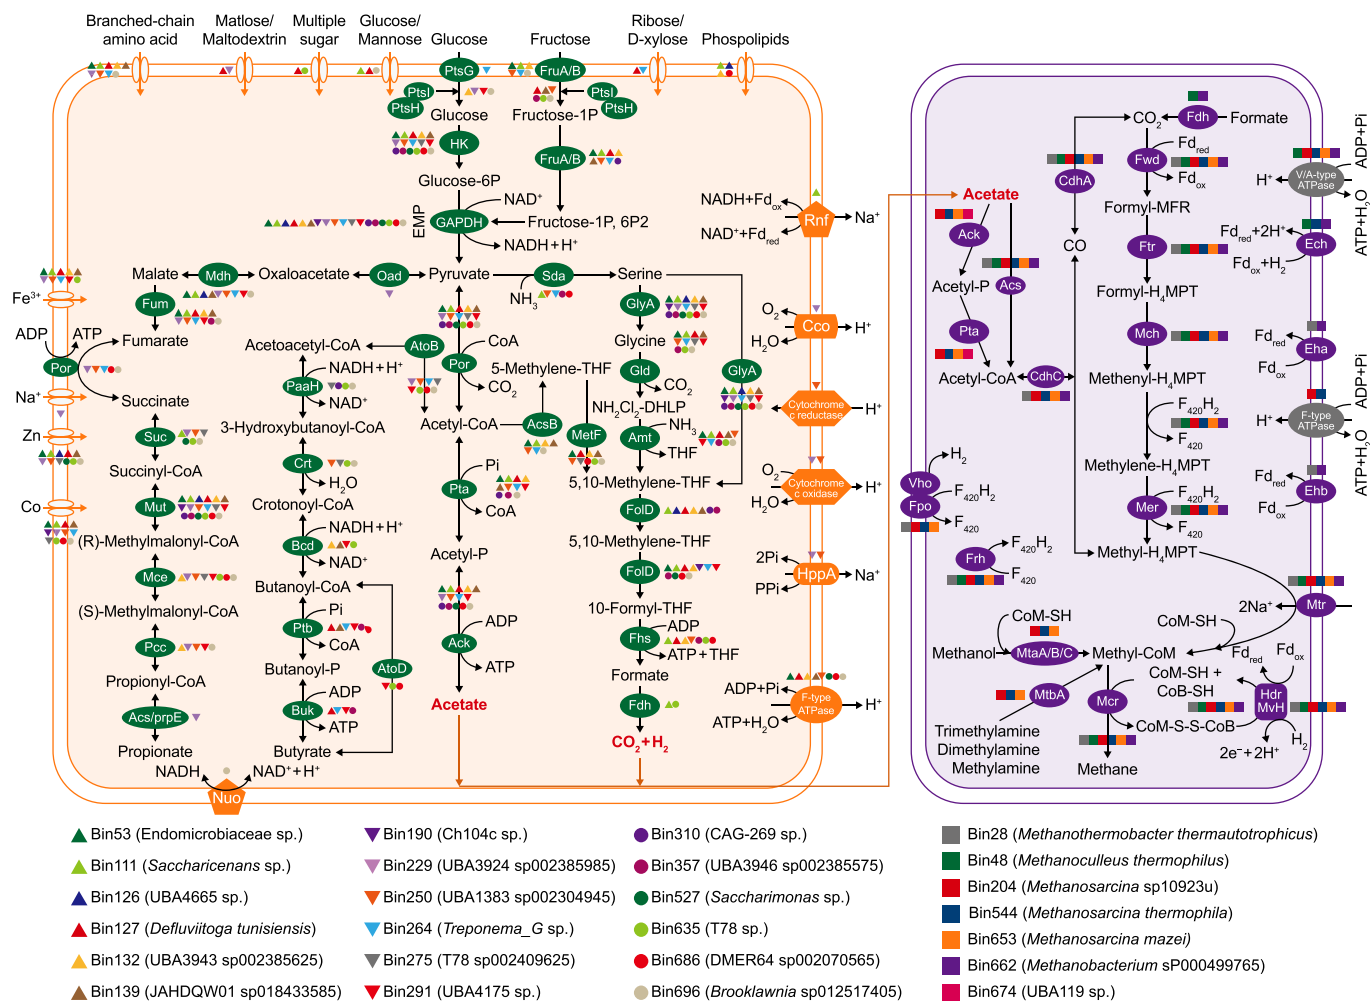 Branched-chain
amino acid
Matlose/
Maltodextrin
Multiple
sugar
Glucose/
Mannose
Glucose
Fructose
Ribose/
D-xylose
Phospolipids
PtsG
PtsI
PtsH
FruA/B
PtsI
PtsH
Glucose
Fructose-1P
HK
FruA/B
Glucose-6P
NAD⁺
EMP
GAPDH
Fructose-1P, 6P2
NADH + H⁺
Malate
Mdh
Oxaloacetate
Oad
Pyruvate
Sda
NH₃
Serine
Fe³⁺
ADP
ATP
Fum
Fumarate
Por
Na⁺
Succinate
Zn
Suc
Succinyl-CoA
Co
Mut
(R)-Methylmalonyl-CoA
Mce
(S)-Methylmalonyl-CoA
Pcc
Propionyl-CoA
Acs/prpE
Propionate
NADH
NAD⁺ + H⁺
Nuo
Acetoacetyl-CoA
AtoB
NADH + H⁺
PaaH
NAD⁺
3-Hydroxybutanoyl-CoA
Crt
H₂O
Crotonoyl-CoA
NADH + H⁺
Bcd
NAD⁺
Butanoyl-CoA
Pi
Ptb
CoA
Butanoyl-P
AtoD
ADP
Buk
ATP
Butyrate
CoA
Por
CO₂
Acetyl-CoA
AcsB
5-Methylene-THF
MetF
Pi
Pta
CoA
Acetyl-P
ADP
Ack
ATP
Acetate
GlyA
Glycine
Gld
CO₂
GlyA
NH₂Cl₂-DHLP
NH₃
Amt
THF
5,10-Methylene-THF
FolD
5,10-Methylene-THF
FolD
10-Formyl-THF
ADP
Fhs
ATP + THF
Formate
Fdh
CO₂ + H₂
NADH+Fd_ox
Rnf
Na⁺
NAD⁺+Fd_red
O₂
Cco
H⁺
H₂O
Cytochrome
c reductase
H⁺
O₂
Cytochrome
c oxidase
H⁺
H₂O
2Pi
HppA
Na⁺
PPi
ADP+Pi
F-type
ATPase
H⁺
ATP+H₂O
CO₂
Fdh
Formate
Fd_red
Fwd
Fd_ox
CdhA
Acetate
Formyl-MFR
Ack
CO
Ftr
Acs
Acetyl-P
Formyl-H₄MPT
Pta
Mch
Acetyl-CoA
CdhC
Methenyl-H₄MPT
F₄₂₀H₂
F₄₂₀
Methylene-H₄MPT
Vho
H₂
Fpo
F₄₂₀H₂
F₄₂₀
F₄₂₀H₂
Mer
F₄₂₀
Methyl-H₄MPT
Frh
F₄₂₀H₂
F₄₂₀
ADP+Pi
V/A-type
ATPase
H⁺
ATP+H₂O
Fd_red+2H⁺
Ech
Fd_ox+H₂
Fd_red
Eha
Fd_ox
ADP+Pi
F-type
ATPase
H⁺
ATP+H₂O
Fd_red
Ehb
Fd_ox
2Na⁺
Mtr
CoM-SH
CoM-SH
Methanol
MtaA/B/C
Methyl-CoM
MtbA
Mcr
CoM-SH +
CoB-SH
Fd_red
Fd_ox
Hdr
MvH
CoM-S-S-CoB
2e⁻+ 2H⁺
H₂
Trimethylamine
Dimethylamine
Methylamine
Methane
Bin53 (Endomicrobiaceae sp.)
Bin111 (Saccharicenans sp.)
Bin126 (UBA4665 sp.)
Bin127 (Defluviitoga tunisiensis)
Bin132 (UBA3943 sp002385625)
Bin139 (JAHDQW01 sp018433585)
Bin190 (Ch104c sp.)
Bin229 (UBA3924 sp002385985)
Bin250 (UBA1383 sp002304945)
Bin264 (Treponema_G sp.)
Bin275 (T78 sp002409625)
Bin291 (UBA4175 sp.)
Bin310 (CAG-269 sp.)
Bin357 (UBA3946 sp002385575)
Bin527 (Saccharimonas sp.)
Bin635 (T78 sp.)
Bin686 (DMER64 sp002070565)
Bin696 (Brooklawnia sp012517405)
Bin28 (Methanothermobacter thermautotrophicus)
Bin48 (Methanoculleus thermophilus)
Bin204 (Methanosarcina sp10923u)
Bin544 (Methanosarcina thermophila)
Bin653 (Methanosarcina mazei)
Bin662 (Methanobacterium sP000499765)
Bin674 (UBA119 sp.)